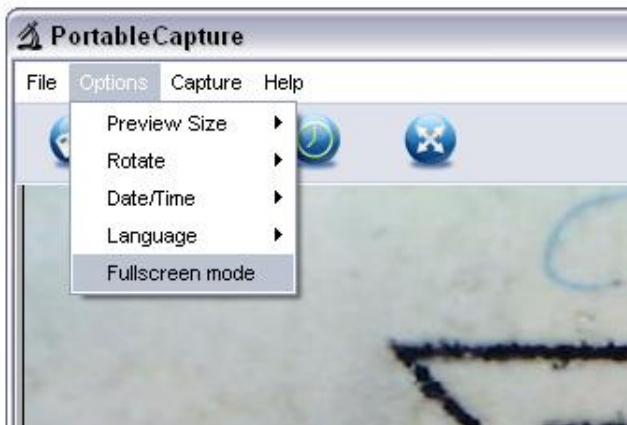 PortableCapture
File Options Capture Help
Preview Size
Rotate
Date/Time
Language
Fullscreen mode